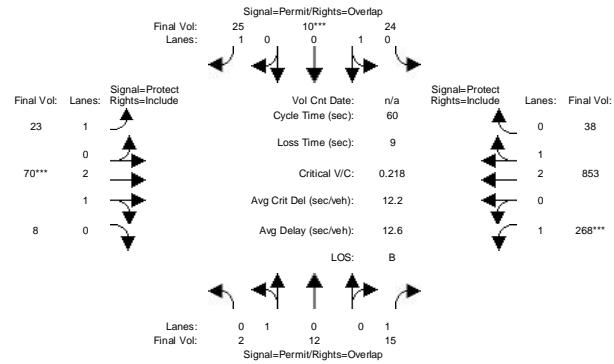 Signal=Permit/Rights=Overlap
Final Vol: 25 10*** 24
Lanes: 1 0 0 1 0
Signal=Protect Signal=Protect
Final Vol: Lanes: Rights=Include Vol Cnt Date: n/a Rights=Include Lanes: Final Vol:
Cycle Time (sec): 60
23 1 0 38
Loss Time (sec): 9
0 1
70*** 2 Critical V/C: 0.218 2 853
1 Avg Crit Del (sec/veh): 12.2 0
8 0 Avg Delay (sec/veh): 12.6 1 268***
LOS: B
Lanes: 0 1 0 0 1
Final Vol: 2 12 15
Signal=Permit/Rights=Overlap